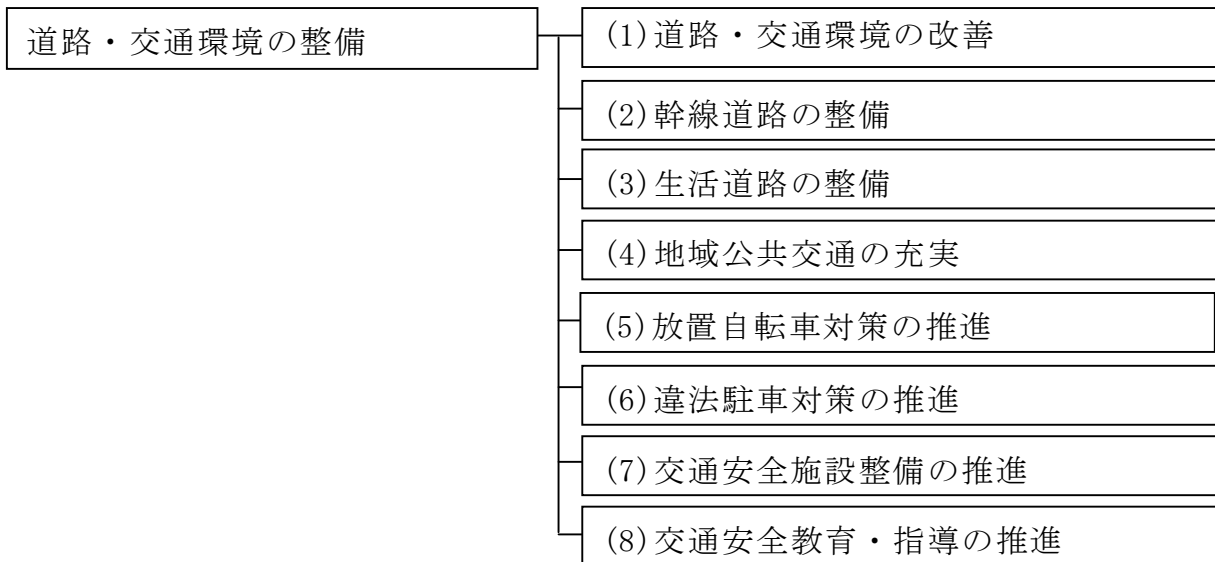 道路・交通環境の整備
(1)道路・交通環境の改善
(2)幹線道路の整備
(3)生活道路の整備
(4)地域公共交通の充実
(5)放置自転車対策の推進
(6)違法駐車対策の推進
(7)交通安全施設整備の推進
(8)交通安全教育・指導の推進